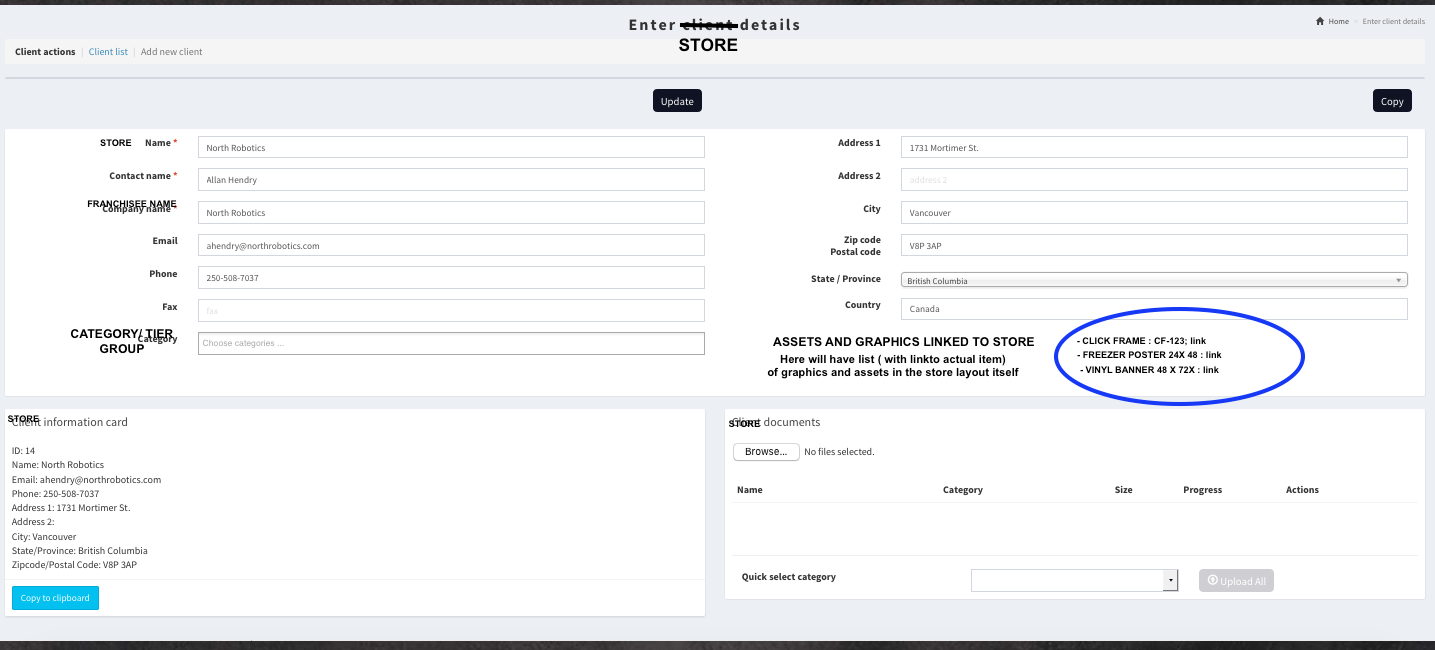 Enter client details
STORE
Home - Enter client details
Client actions | Client list | Add new client
Update
Copy
STORE Name *
North Robotics
Contact name *
Allan Hendry
FRANCHISEE NAME
Company name *
North Robotics
Email
ahendry@northrobotics.com
Phone
250-508-7037
Fax
fax
CATEGORY/ TIER
GROUP
Category
Choose categories ...
Address 1
1731 Mortimer St.
Address 2
address 2
City
Vancouver
Zip code
Postal code
V8P 3AP
State / Province
British Columbia
Country
Canada
ASSETS AND GRAPHICS LINKED TO STORE
Here will have list ( with linkto actual item)
of graphics and assets in the store layout itself
- CLICK FRAME : CF-123; link
- FREEZER POSTER 24X 48 : link
- VINYL BANNER 48 X 72X : link
STORE
Client information card
ID: 14
Name: North Robotics
Email: ahendry@northrobotics.com
Phone: 250-508-7037
Address 1: 1731 Mortimer St.
Address 2:
City: Vancouver
State/Province: British Columbia
Zipcode/Postal Code: V8P 3AP
Copy to clipboard
STORE
Client documents
Browse... No files selected.
Name Category Size Progress Actions
Quick select category
Upload All